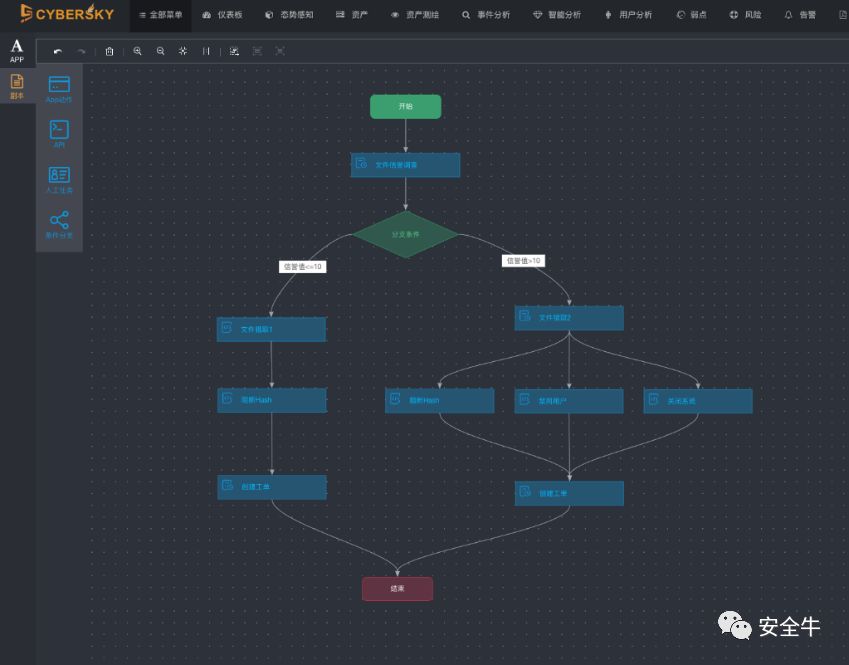 CYBERSKY
全部菜单 仪表板 态势感知 资产 资产测绘 事件分析 智能分析 用户分析 弱点 风险 告警
A
APP
剧本
App动作
API
人工任务
条件分支
开始
文件信誉调查
分支条件
信誉值<=10
信誉值>10
文件提取1
文件提取2
阻断Hash
阻断Hash
禁用用户
关闭系统
创建工单
创建工单
结束
安全牛